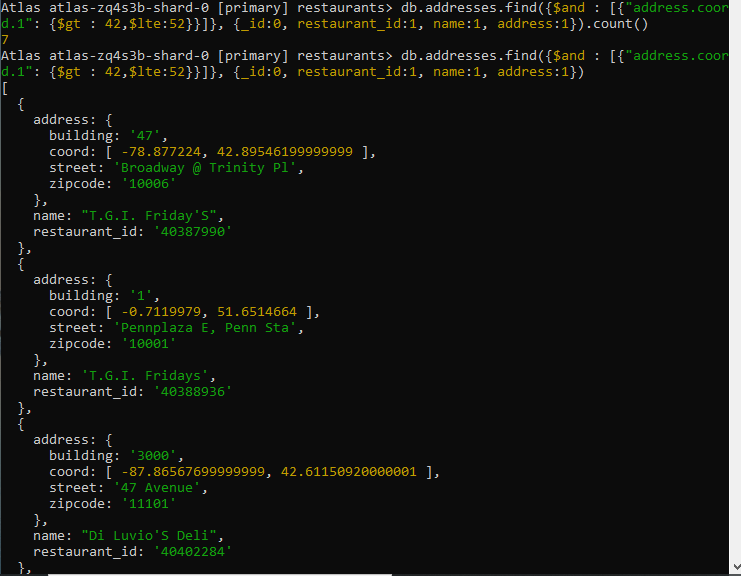 Atlas atlas-zq4s3b-shard-0 [primary] restaurants> db.addresses.find({$and : [{"address.coo
rd.1": {$gt : 42,$lte:52}}]}, {_id:0, restaurant_id:1, name:1, address:1}).count()
7
Atlas atlas-zq4s3b-shard-0 [primary] restaurants> db.addresses.find({$and : [{"address.coo
rd.1": {$gt : 42,$lte:52}}]}, {_id:0, restaurant_id:1, name:1, address:1})
[
  {
    address: {
      building: '47',
      coord: [ -78.877224, 42.89546199999999 ],
      street: 'Broadway @ Trinity Pl',
      zipcode: '10006'
    },
    name: "T.G.I. Friday'S",
    restaurant_id: '40387990'
  },
  {
    address: {
      building: '1',
      coord: [ -0.7119979, 51.6514664 ],
      street: 'Pennplaza E, Penn Sta',
      zipcode: '10001'
    },
    name: 'T.G.I. Fridays',
    restaurant_id: '40388936'
  },
  {
    address: {
      building: '3000',
      coord: [ -87.86567699999999, 42.61150920000001 ],
      street: '47 Avenue',
      zipcode: '11101'
    },
    name: "Di Luvio'S Deli",
    restaurant_id: '40402284'
  },